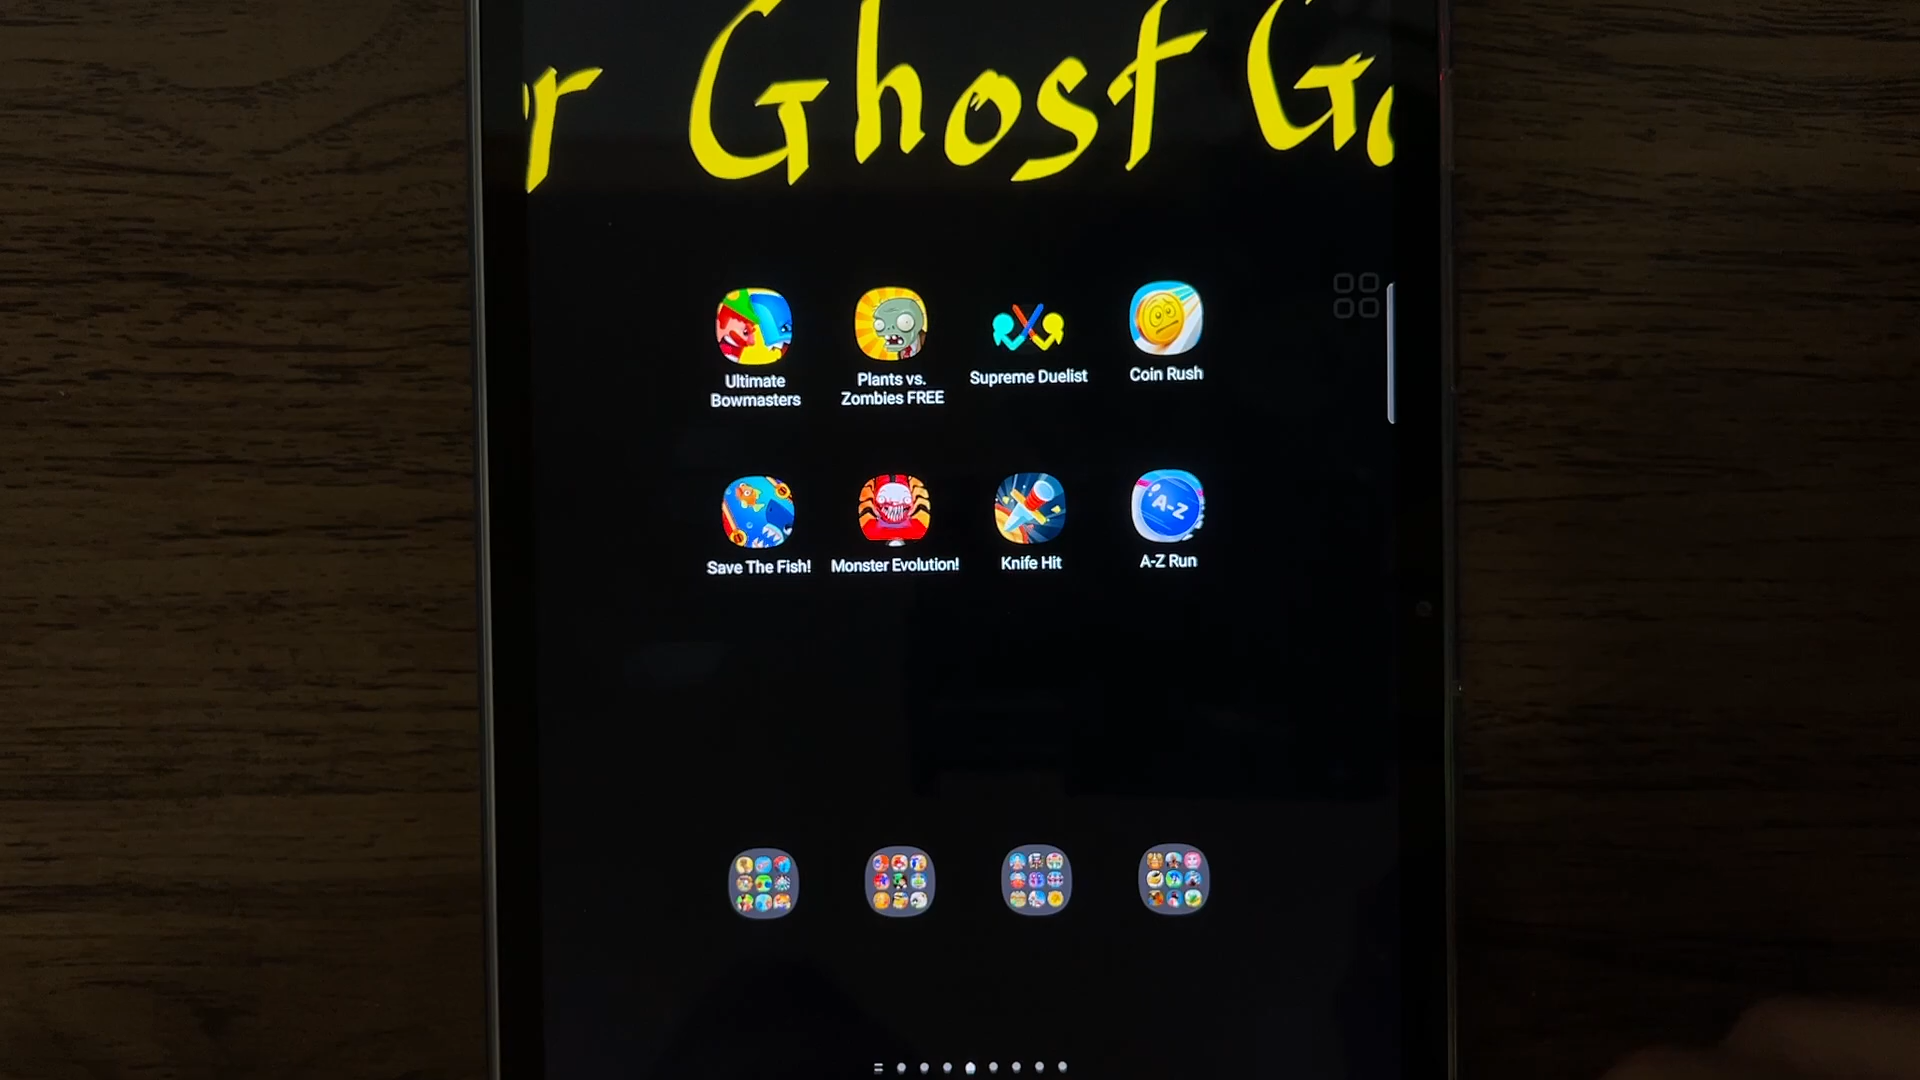 r Ghost Ga
Ultimate
Bowmasters
Plants vs.
Zombies FREE
Supreme Duelist
Coin Rush
Save The Fish!
Monster Evolution!
Knife Hit
A-Z
A-Z Run